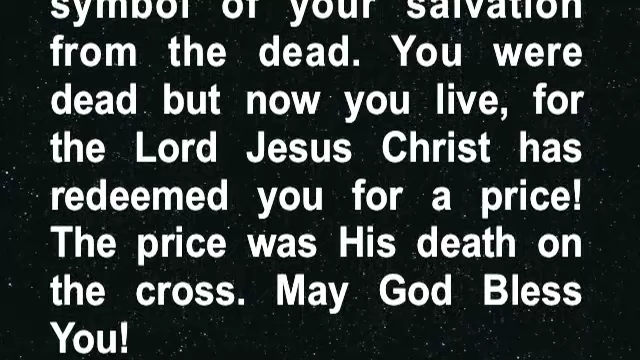 symbol of your salvation
from the dead. You were
dead but now you live, for
the Lord Jesus Christ has
redeemed you for a price!
The price was His death on
the cross. May God Bless
You!